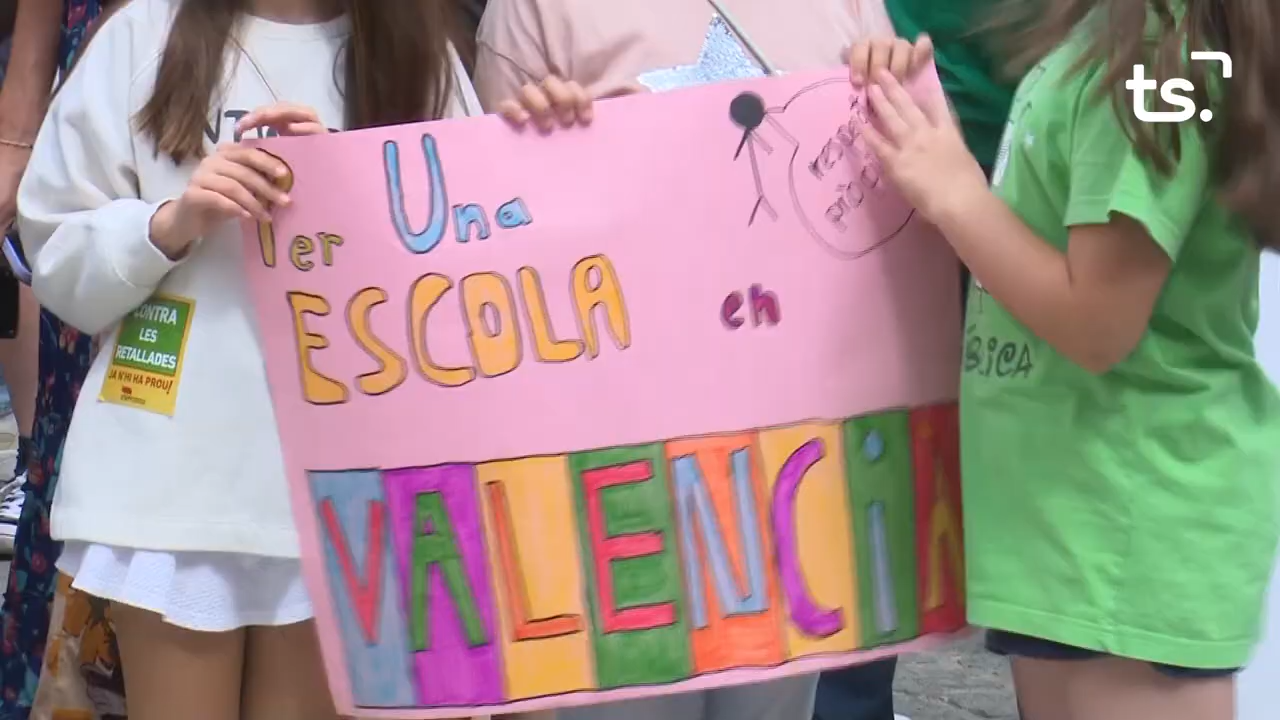 ts.
Per Una
ESCOLA en
VALENCIÀ
CONTRA
LES
RETALLADES
JA N'HI HA PROU!